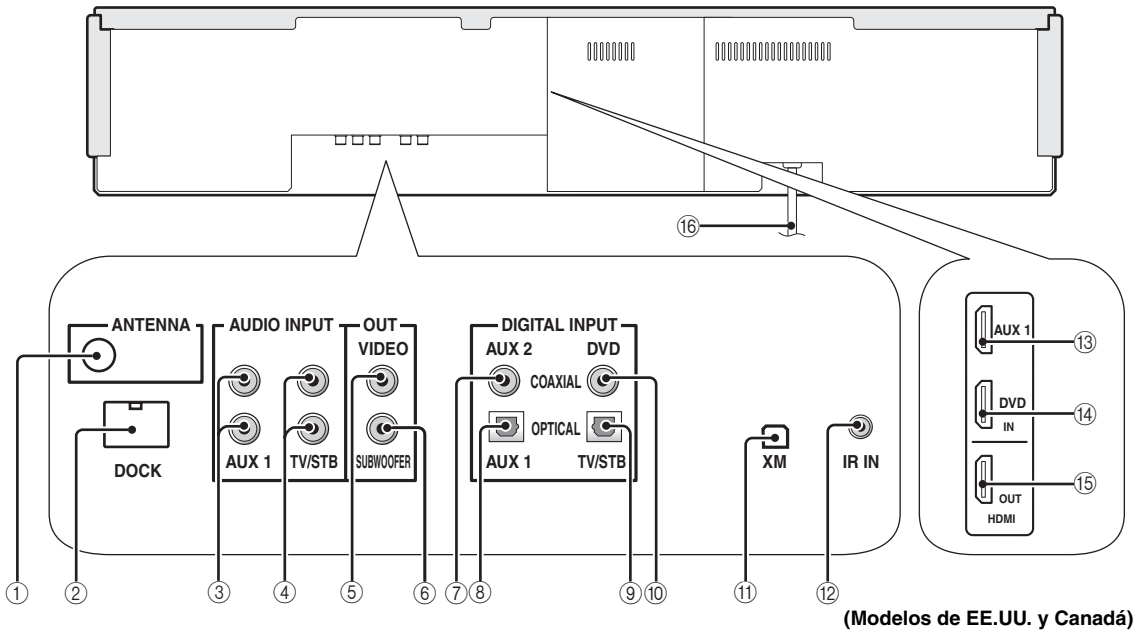 ⑯
ANTENNA
AUDIO INPUT
OUT
VIDEO
DIGITAL INPUT
AUX 2
DVD
COAXIAL
OPTICAL
DOCK
AUX 1
TV/STB
SUBWOOFER
AUX 1
TV/STB
XM
IR IN
AUX 1
DVD
IN
OUT
HDMI
⑬
⑭
⑮
① ② ③ ④ ⑤ ⑥ ⑦ ⑧ ⑨ ⑩ ⑪ ⑫
(Modelos de EE.UU. y Canadá)